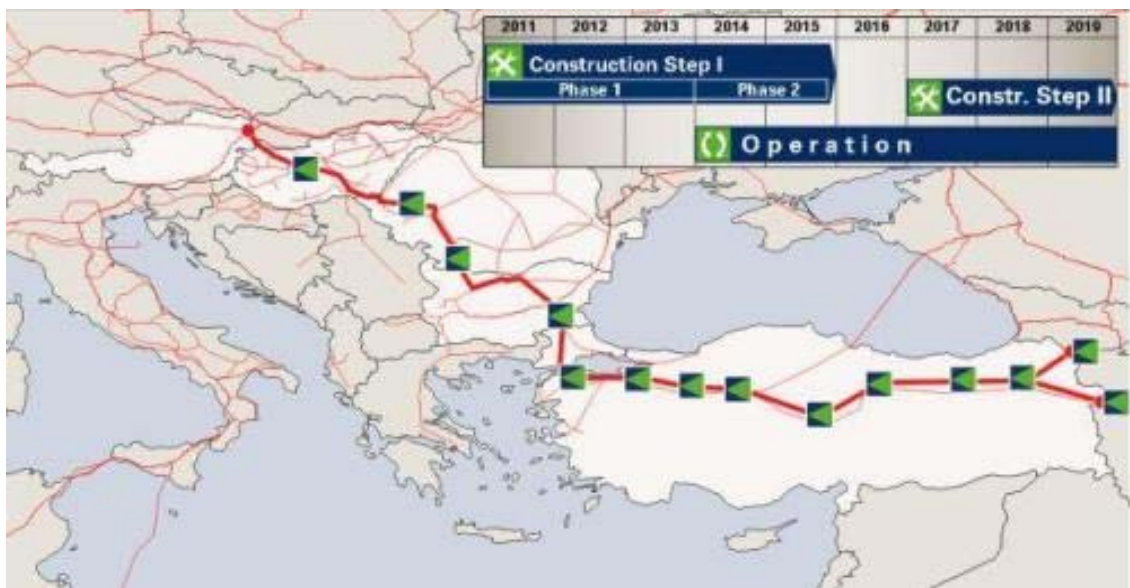 2011 2012 2013 2014 2015 2016 2017 2018 2019
Construction Step I
Phase 1 Phase 2
Constr. Step II
Operation